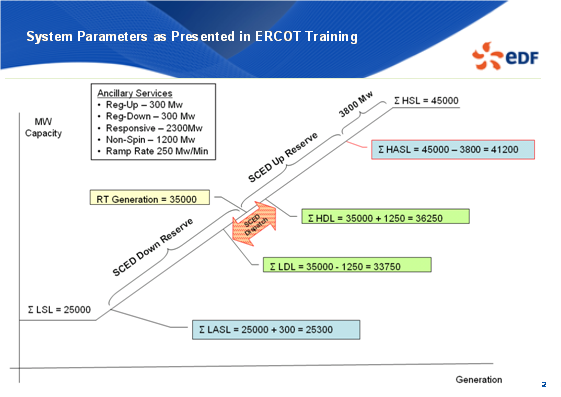 System Parameters as Presented in ERCOT Training
eDF
Ancillary Services
• Reg-Up – 300 Mw
• Reg-Down – 300 Mw
• Responsive – 2300Mw
• Non-Spin – 1200 Mw
• Ramp Rate 250 Mw/Min
MW
Capacity
3800 Mw
Σ HSL = 45000
Σ HASL = 45000 – 3800 = 41200
SCED Up Reserve
RT Generation = 35000
SCED
Dispatch
Σ HDL = 35000 + 1250 = 36250
SCED Down Reserve
Σ LDL = 35000 - 1250 = 33750
Σ LSL = 25000
Σ LASL = 25000 + 300 = 25300
Generation
2